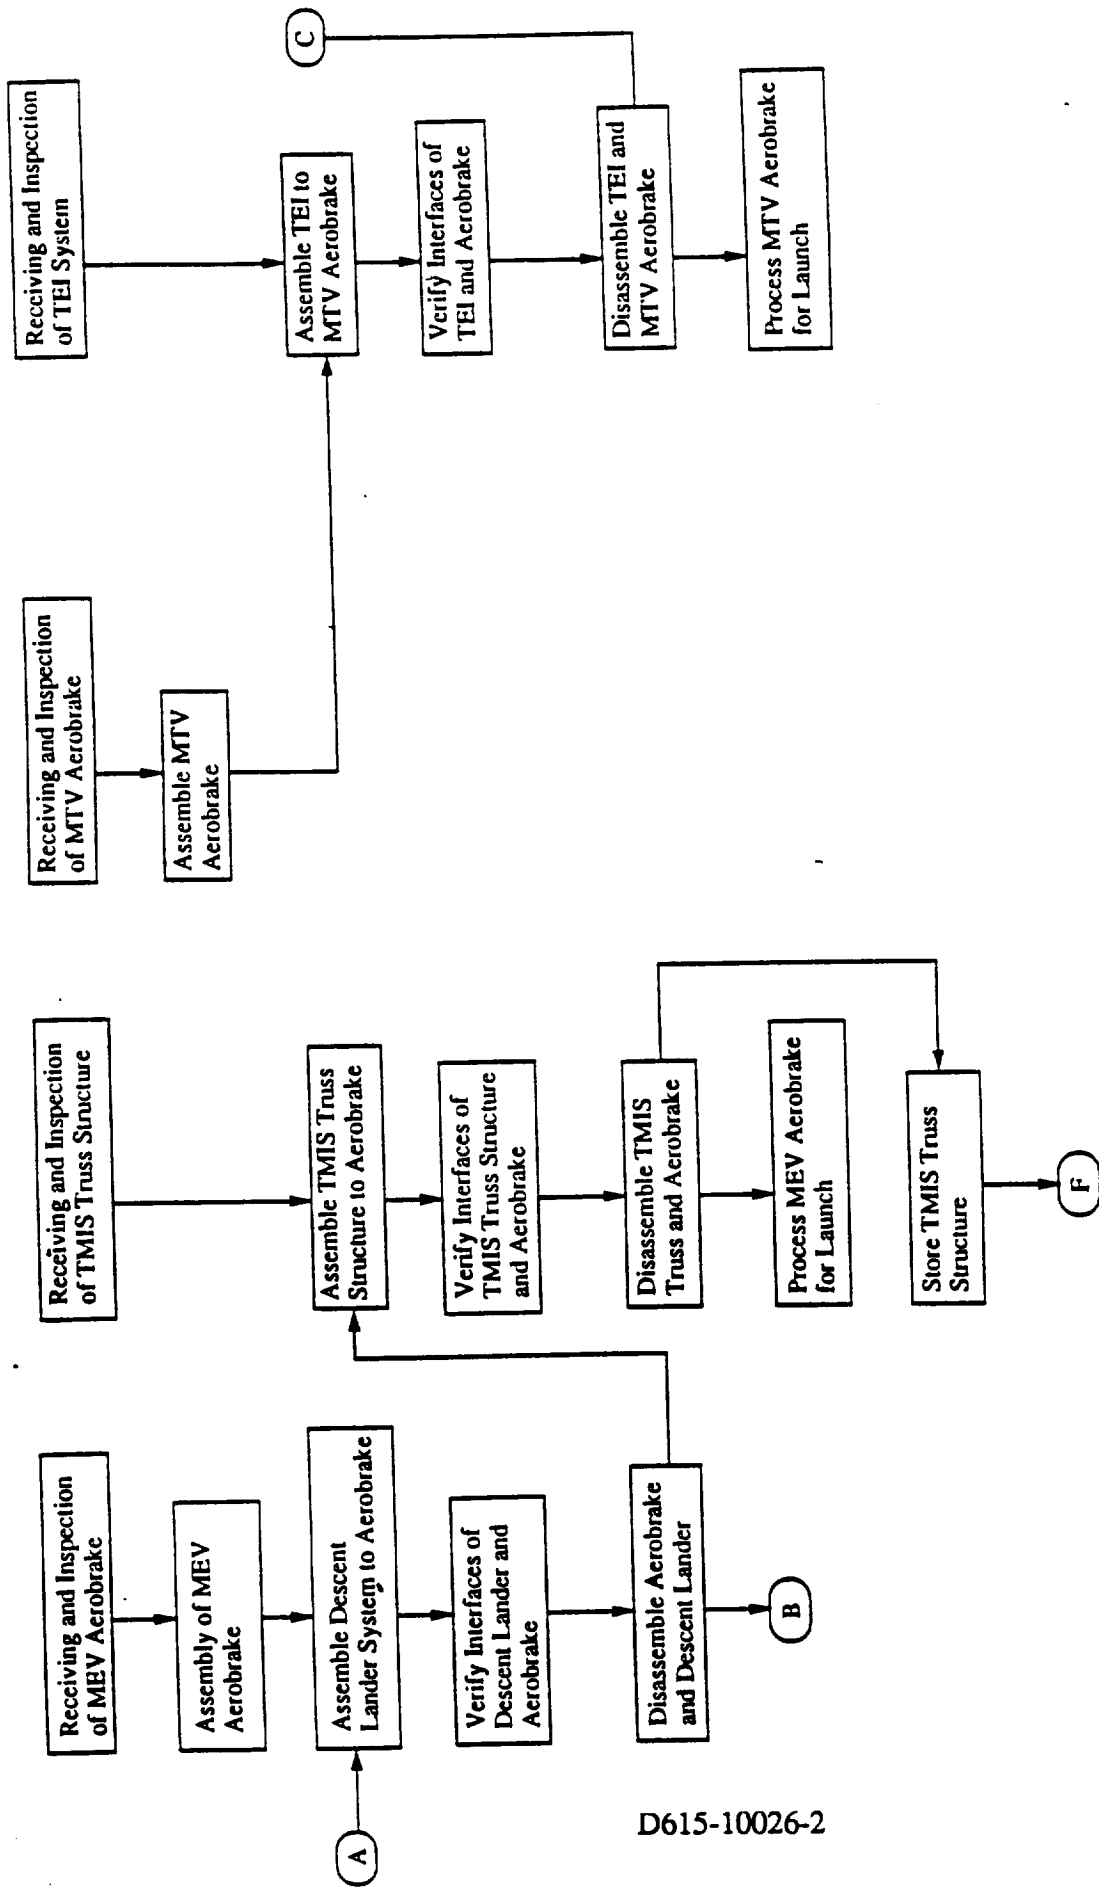 Receiving and Inspection
of MEV Aerobrake
Assembly of MEV
Aerobrake
A
Assemble Descent
Lander System to Aerobrake
Verify Interfaces of
Descent Lander and
Aerobrake
Disassemble Aerobrake
and Descent Lander
B
Receiving and Inspection
of TMIS Truss Structure
Assemble TMIS Truss
Structure to Aerobrake
Verify Interfaces of
TMIS Truss Structure
and Aerobrake
Disassemble TMIS
Truss and Aerobrake
Process MEV Aerobrake
for Launch
Store TMIS Truss
Structure
F
Receiving and Inspection
of MTV Aerobrake
Assemble MTV
Aerobrake
Receiving and Inspection
of TEI System
Assemble TEI to
MTV Aerobrake
Verify Interfaces of
TEI and Aerobrake
Disassemble TEI and
MTV Aerobrake
C
Process MTV Aerobrake
for Launch
D615-10026-2